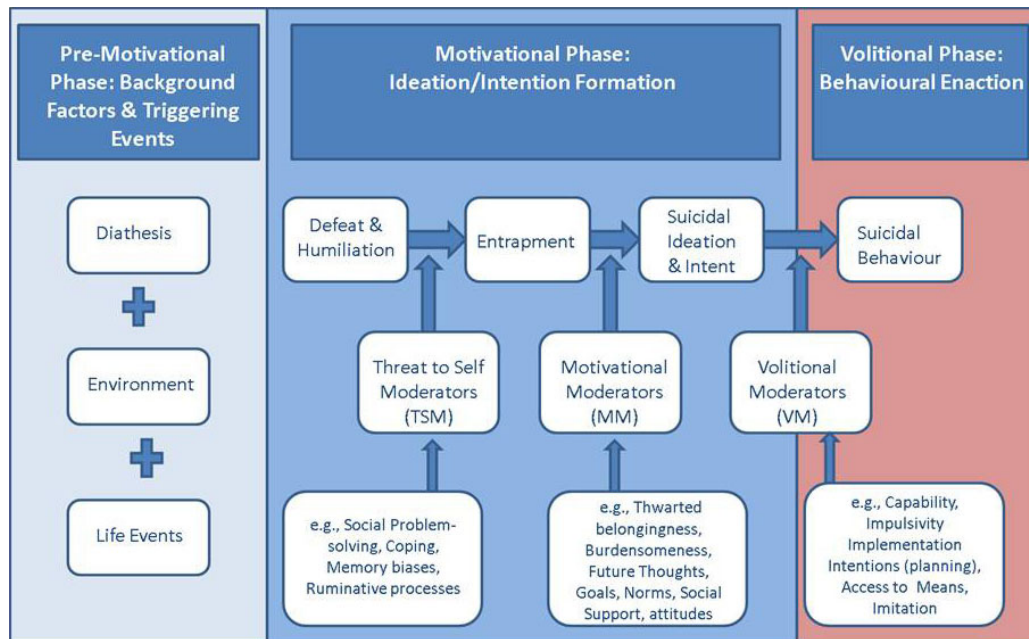 Pre-Motivational
Phase: Background
Factors & Triggering
Events
Motivational Phase:
Ideation/Intention Formation
Volitional Phase:
Behavioural Enaction
Diathesis
Environment
Life Events
Defeat &
Humiliation
Entrapment
Suicidal
Ideation
& Intent
Suicidal
Behaviour
Threat to Self
Moderators
(TSM)
Motivational
Moderators
(MM)
Volitional
Moderators
(VM)
e.g., Social Problem-
solving, Coping,
Memory biases,
Ruminative processes
e.g., Thwarted
belongingness,
Burdensomeness,
Future Thoughts,
Goals, Norms, Social
Support, attitudes
e.g., Capability,
Impulsivity
Implementation
Intentions (planning),
Access to Means,
Imitation